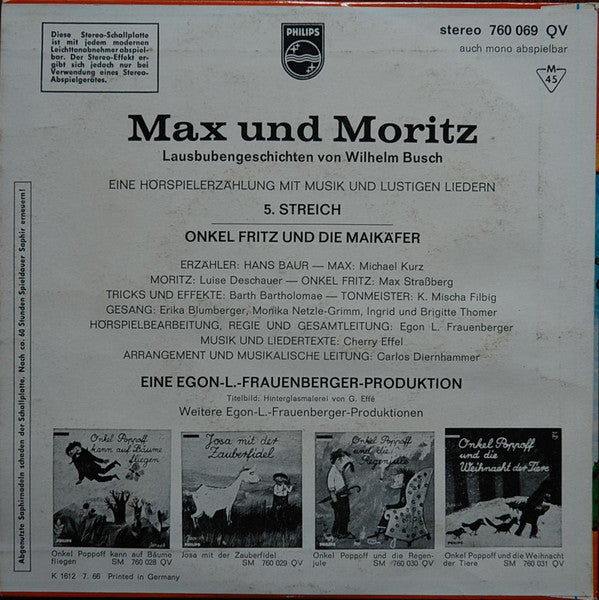 Diese Stereo-Schallplatte
ist mit jedem modernen
Leichttonabnehmer abspiel-
bar. Der Stereo-Effekt er-
gibt sich jedoch nur bei
Verwendung eines Stereo-
Abspielgerätes.
PHILIPS
stereo 760 069 QV
auch mono abspielbar
M
45
Max und Moritz
Lausbubengeschichten von Wilhelm Busch
EINE HÖRSPIELERZÄHLUNG MIT MUSIK UND LUSTIGEN LIEDERN
5. STREICH
ONKEL FRITZ UND DIE MAIKÄFER
ERZÄHLER: HANS BAUR — MAX: Michael Kurz
MORITZ: Luise Deschauer — ONKEL FRITZ: Max Straßberg
TRICKS UND EFFEKTE: Barth Bartholomae — TONMEISTER: K. Mischa Filbig
GESANG: Erika Blumberger, Monika Netzle-Grimm, Ingrid und Brigitte Thomer
HÖRSPIELBEARBEITUNG, REGIE UND GESAMTLEITUNG: Egon L. Frauenberger
MUSIK UND LIEDERTEXTE: Cherry Effel
ARRANGEMENT UND MUSIKALISCHE LEITUNG: Carlos Diernhammer
EINE EGON-L.-FRAUENBERGER-PRODUKTION
Titelbild: Hinterglasmalerei von G. Effé
Weitere Egon-L.-Frauenberger-Produktionen
Abgenutzte Saphirnadeln schaden der Schallplatte. Nach ca. 60 Stunden Spieldauer Saphir erneuern!
Onkel Poppoff
kann auf Bäume
fliegen
PHILIPS
Josa mit der
Zauberfidel
PHILIPS
Onkel Poppoff
und die
Regenjule
PHILIPS
Onkel Poppoff
und die
Weihnacht der Tiere
PHILIPS
Onkel Poppoff kann auf Bäume
fliegen SM 760 028 QV
Josa mit der Zauberfidel
SM 760 029 QV
Onkel Poppoff und die Regen-
jule SM 760 030 QV
Onkel Poppoff und die Weihnacht
der Tiere SM 760 031 QV
K 1612 7. 66 Printed in Germany